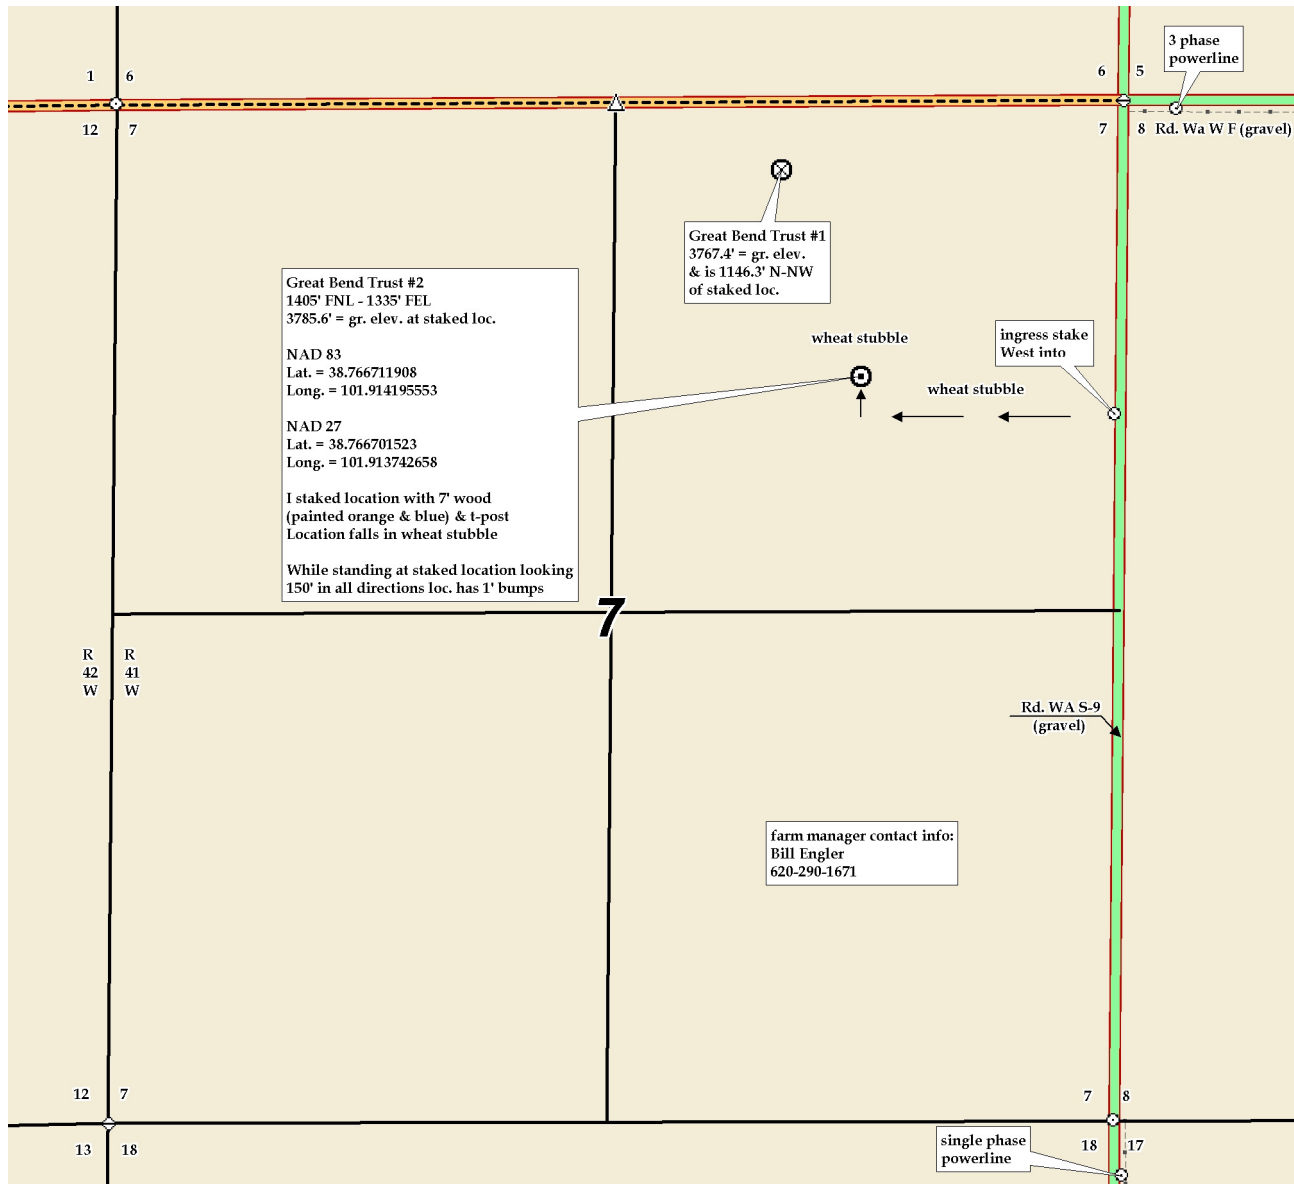 3 phase
powerline
1 6
6 5
12 7
7 8 Rd. Wa W F (gravel)
Great Bend Trust #1
3767.4' = gr. elev.
& is 1146.3' N-NW
of staked loc.
Great Bend Trust #2
1405' FNL - 1335' FEL
3785.6' = gr. elev. at staked loc.
NAD 83
Lat. = 38.766711908
Long. = 101.914195553
NAD 27
Lat. = 38.766701523
Long. = 101.913742658
I staked location with 7' wood
(painted orange & blue) & t-post
Location falls in wheat stubble
While standing at staked location looking
150' in all directions loc. has 1' bumps
wheat stubble
ingress stake
West into
wheat stubble
7
R R
42 41
W W
Rd. WA S-9
(gravel)
farm manager contact info:
Bill Engler
620-290-1671
12 7
7 8
13 18
18 17
single phase
powerline